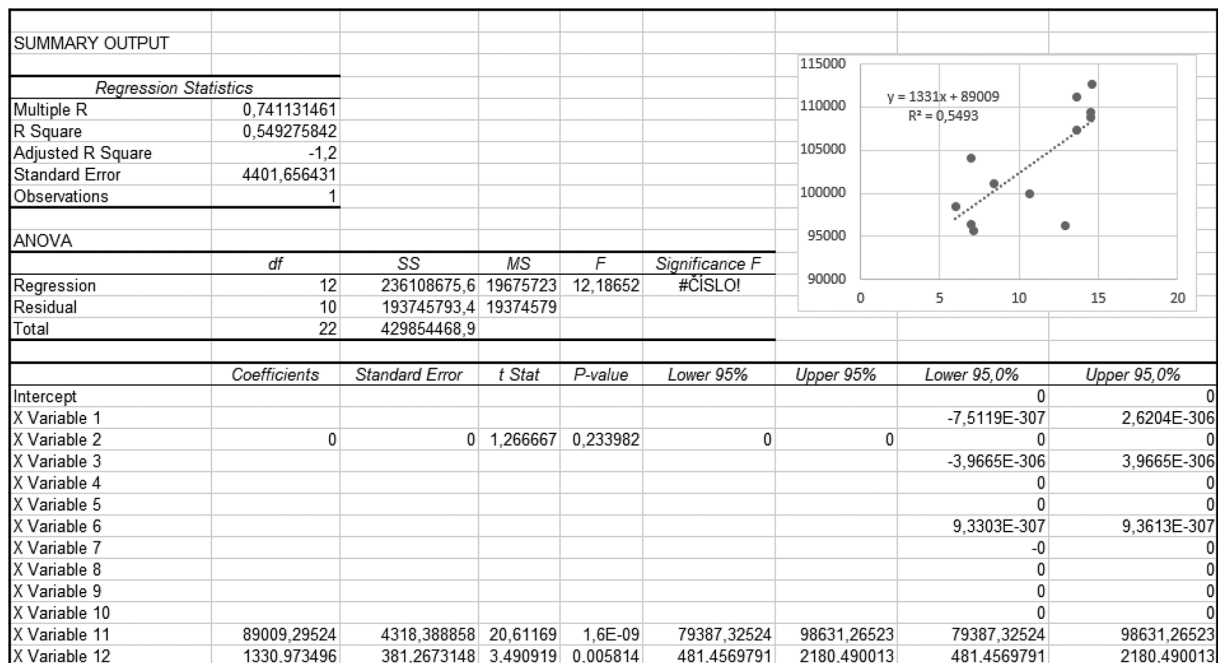 SUMMARY OUTPUT
Regression Statistics
Multiple R 0,741131461
R Square 0,549275842
Adjusted R Square -1,2
Standard Error 4401,656431
Observations 1
115000
110000
105000
100000
95000
90000
0 5 10 15 20
y = 1331x + 89009
R² = 0,5493
ANOVA
df SS MS F Significance F
Regression 12 236108675,6 19675723 12,18652 #ČÍSLO!
Residual 10 193745793,4 19374579
Total 22 429854468,9
Coefficients Standard Error t Stat P-value Lower 95% Upper 95% Lower 95,0% Upper 95,0%
Intercept 0 0
X Variable 1 -7,5119E-307 2,6204E-306
X Variable 2 0 0 1,266667 0,233982 0 0 0 0
X Variable 3 -3,9665E-306 3,9665E-306
X Variable 4 0 0
X Variable 5 0 0
X Variable 6 9,3303E-307 9,3613E-307
X Variable 7 -0 0
X Variable 8 0 0
X Variable 9 0 0
X Variable 10 0 0
X Variable 11 89009,29524 4318,388858 20,61169 1,6E-09 79387,32524 98631,26523 79387,32524 98631,26523
X Variable 12 1330,973496 381,2673148 3,490919 0,005814 481,4569791 2180,490013 481,4569791 2180,490013